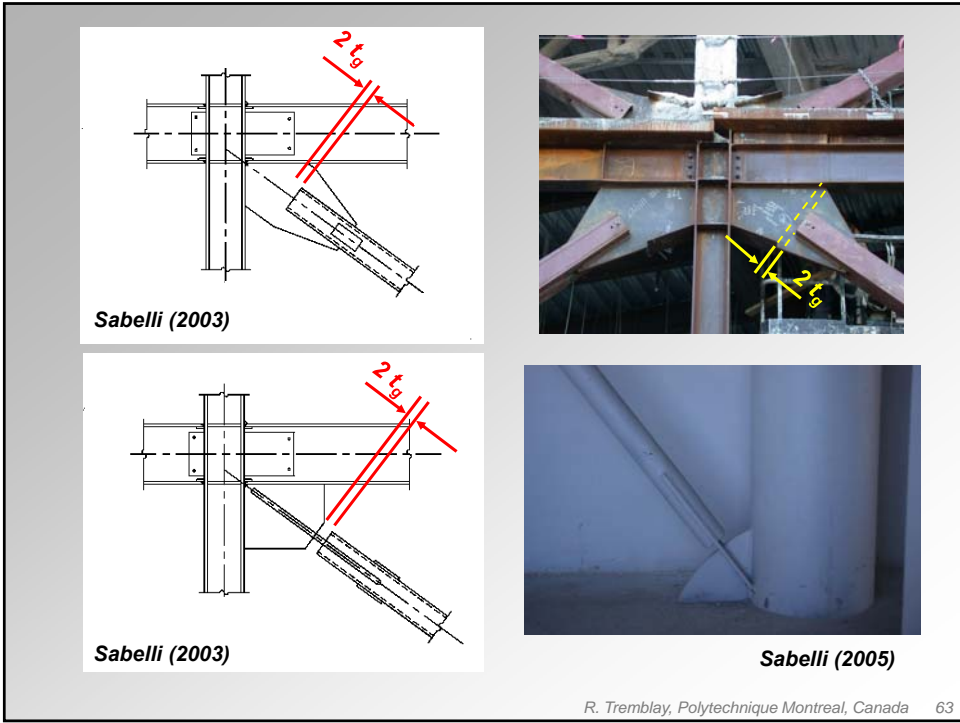 2 tg
Sabelli (2003)
2 tg
2 tg
Sabelli (2003)
Sabelli (2005)
R. Tremblay, Polytechnique Montreal, Canada 63